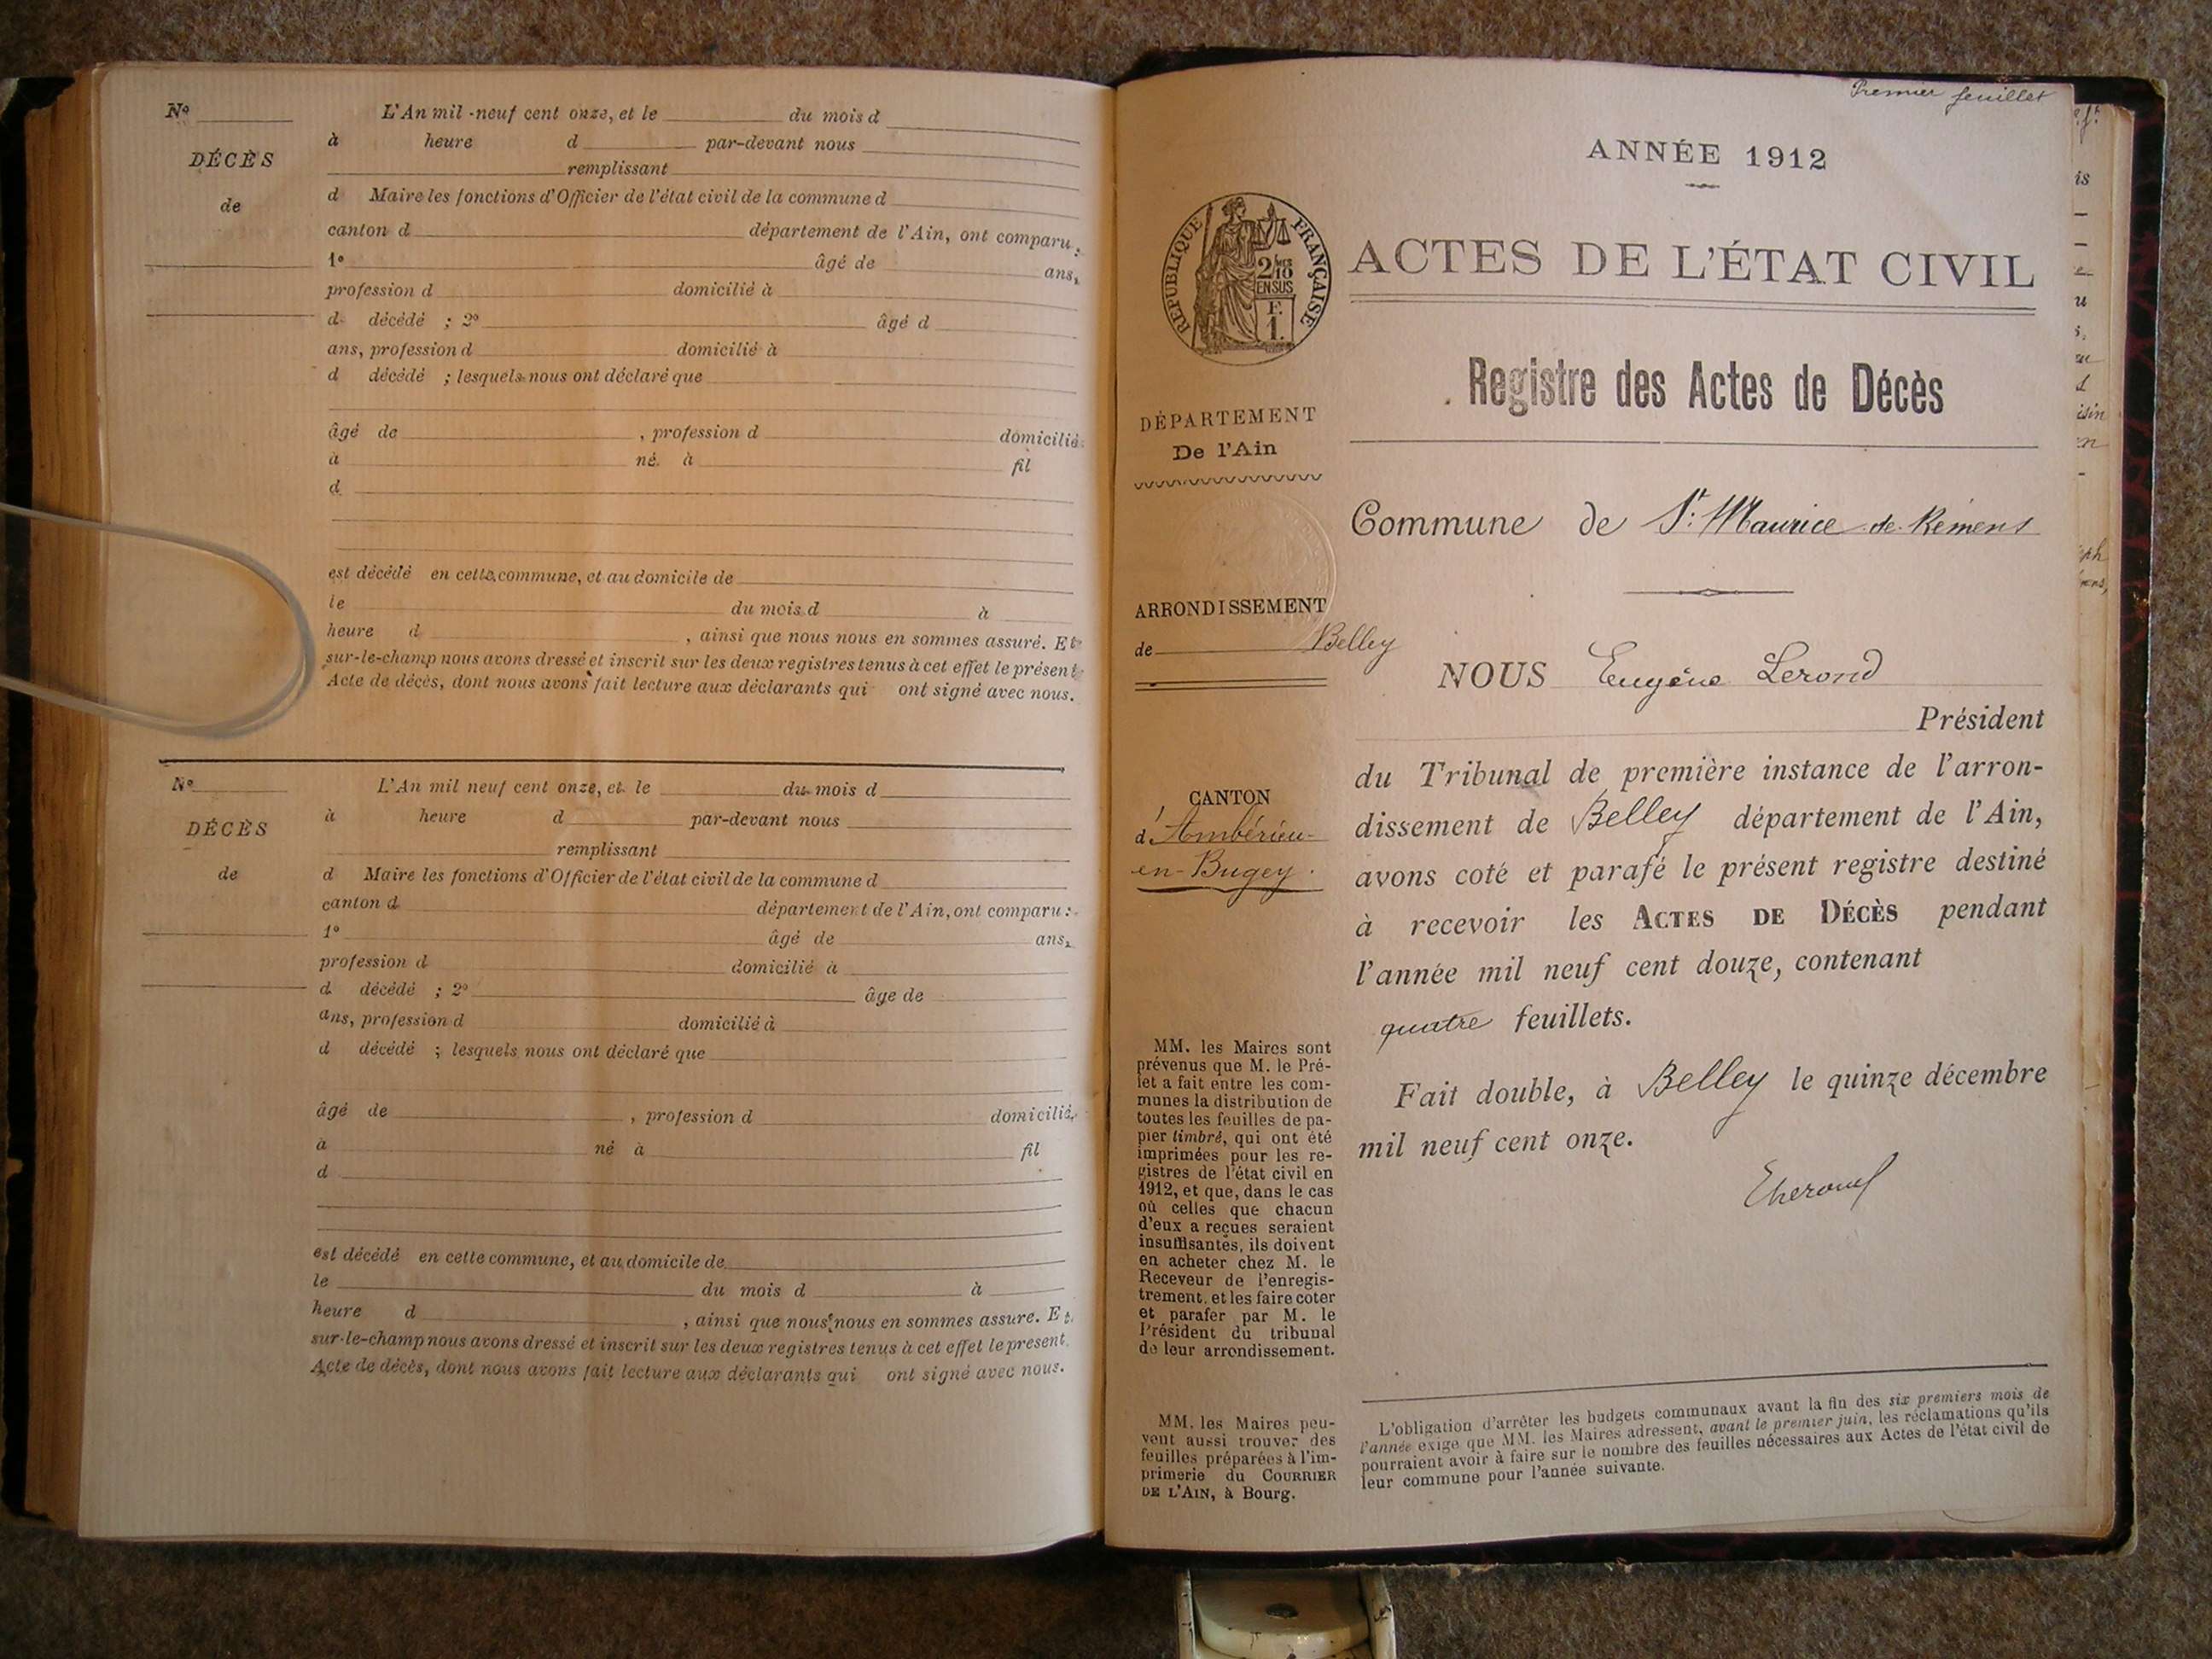 N°
DÉCÈS
de
L'An mil-neuf cent onze, et le du mois d
à heure d par-devant nous
remplissant
d Maire les fonctions d'Officier de l'état civil de la commune d
canton d département de l'Ain, ont comparu :
1° âgé de ans,
profession d domicilié à
d décédé ; 2° âgé d
ans, profession d domicilié à
d décédé ; lesquels nous ont déclaré que
âgé de , profession d domicilié
à né à fil
d
est décédé en cette commune, et au domicile de
le du mois d à
heure d , ainsi que nous nous en sommes assuré. Et
sur-le-champ nous avons dressé et inscrit sur les deux registres tenus à cet effet le présent
Acte de décès, dont nous avons fait lecture aux déclarants qui ont signé avec nous.
N°
DÉCÈS
de
L'An mil neuf cent onze, et le du mois d
à heure d par-devant nous
remplissant
d Maire les fonctions d'Officier de l'état civil de la commune d
canton d département de l'Ain, ont comparu :
1° âgé de ans,
profession d domicilié à
d décédé ; 2° âge de
ans, profession d domicilié à
d décédé ; lesquels nous ont déclaré que
âgé de , profession d domicilié
à né à fil
d
est décédé en cette commune, et au domicile de
le du mois d à
heure d , ainsi que nous nous en sommes assure. Et
sur-le-champ nous avons dressé et inscrit sur les deux registres tenus à cet effet le present
Acte de décès, dont nous avons fait lecture aux déclarants qui ont signé avec nous.
Premier feuillet
ANNÉE 1912
RÉPUBLIQUE FRANÇAISE
2/10
EN SUS
F.
1.
ACTES DE L'ÉTAT CIVIL
Registre des Actes de Décès
DÉPARTEMENT
De l'Ain
Commune de St Maurice de Rémens
ARRONDISSEMENT
de Belley
NOUS Eugène Lerond
Président
du Tribunal de première instance de l'arron-
dissement de Belley département de l'Ain,
avons coté et parafé le présent registre destiné
à recevoir les ACTES DE DÉCÈS pendant
l'année mil neuf cent douze, contenant
quatre feuillets.
Fait double, à Belley le quinze décembre
mil neuf cent onze.
CANTON
d'Ambérieu-
en-Bugey.
MM. les Maires sont
prévenus que M. le Pré-
fet a fait entre les com-
munes la distribution de
toutes les feuilles de pa-
pier timbré, qui ont été
imprimées pour les re-
gistres de l'état civil en
1912, et que, dans le cas
où celles que chacun
d'eux a reçues seraient
insuffisantes, ils doivent
en acheter chez M. le
Receveur de l'enregis-
trement, et les faire coter
et parafer par M. le
Président du tribunal
de leur arrondissement.
MM. les Maires peu-
vent aussi trouver des
feuilles préparées à l'im-
primerie du COURRIER
DE L'AIN, à Bourg.
L'obligation d'arrêter les budgets communaux avant la fin des six premiers mois de
l'année exige que MM. les Maires adressent, avant le premier juin, les réclamations qu'ils
pourraient avoir à faire sur le nombre des feuilles nécessaires aux Actes de l'état civil de
leur commune pour l'année suivante.